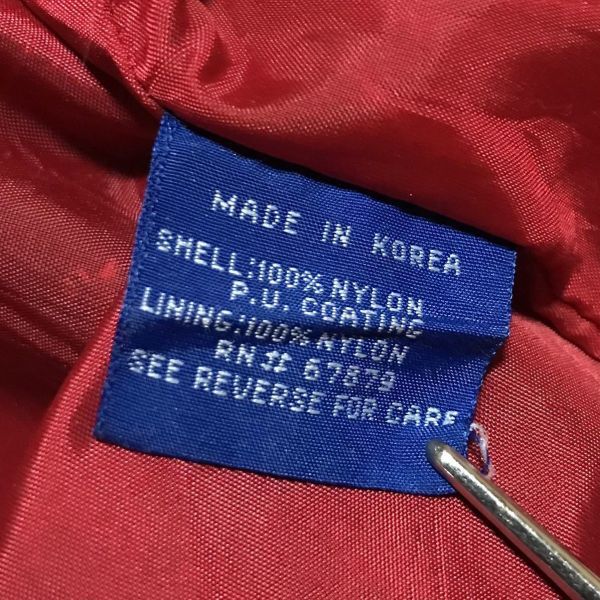 MADE IN KOREA
SHELL:100% NYLON
P.U. COATING
LINING:100% NYLON
RN# 67879
SEE REVERSE FOR CARE